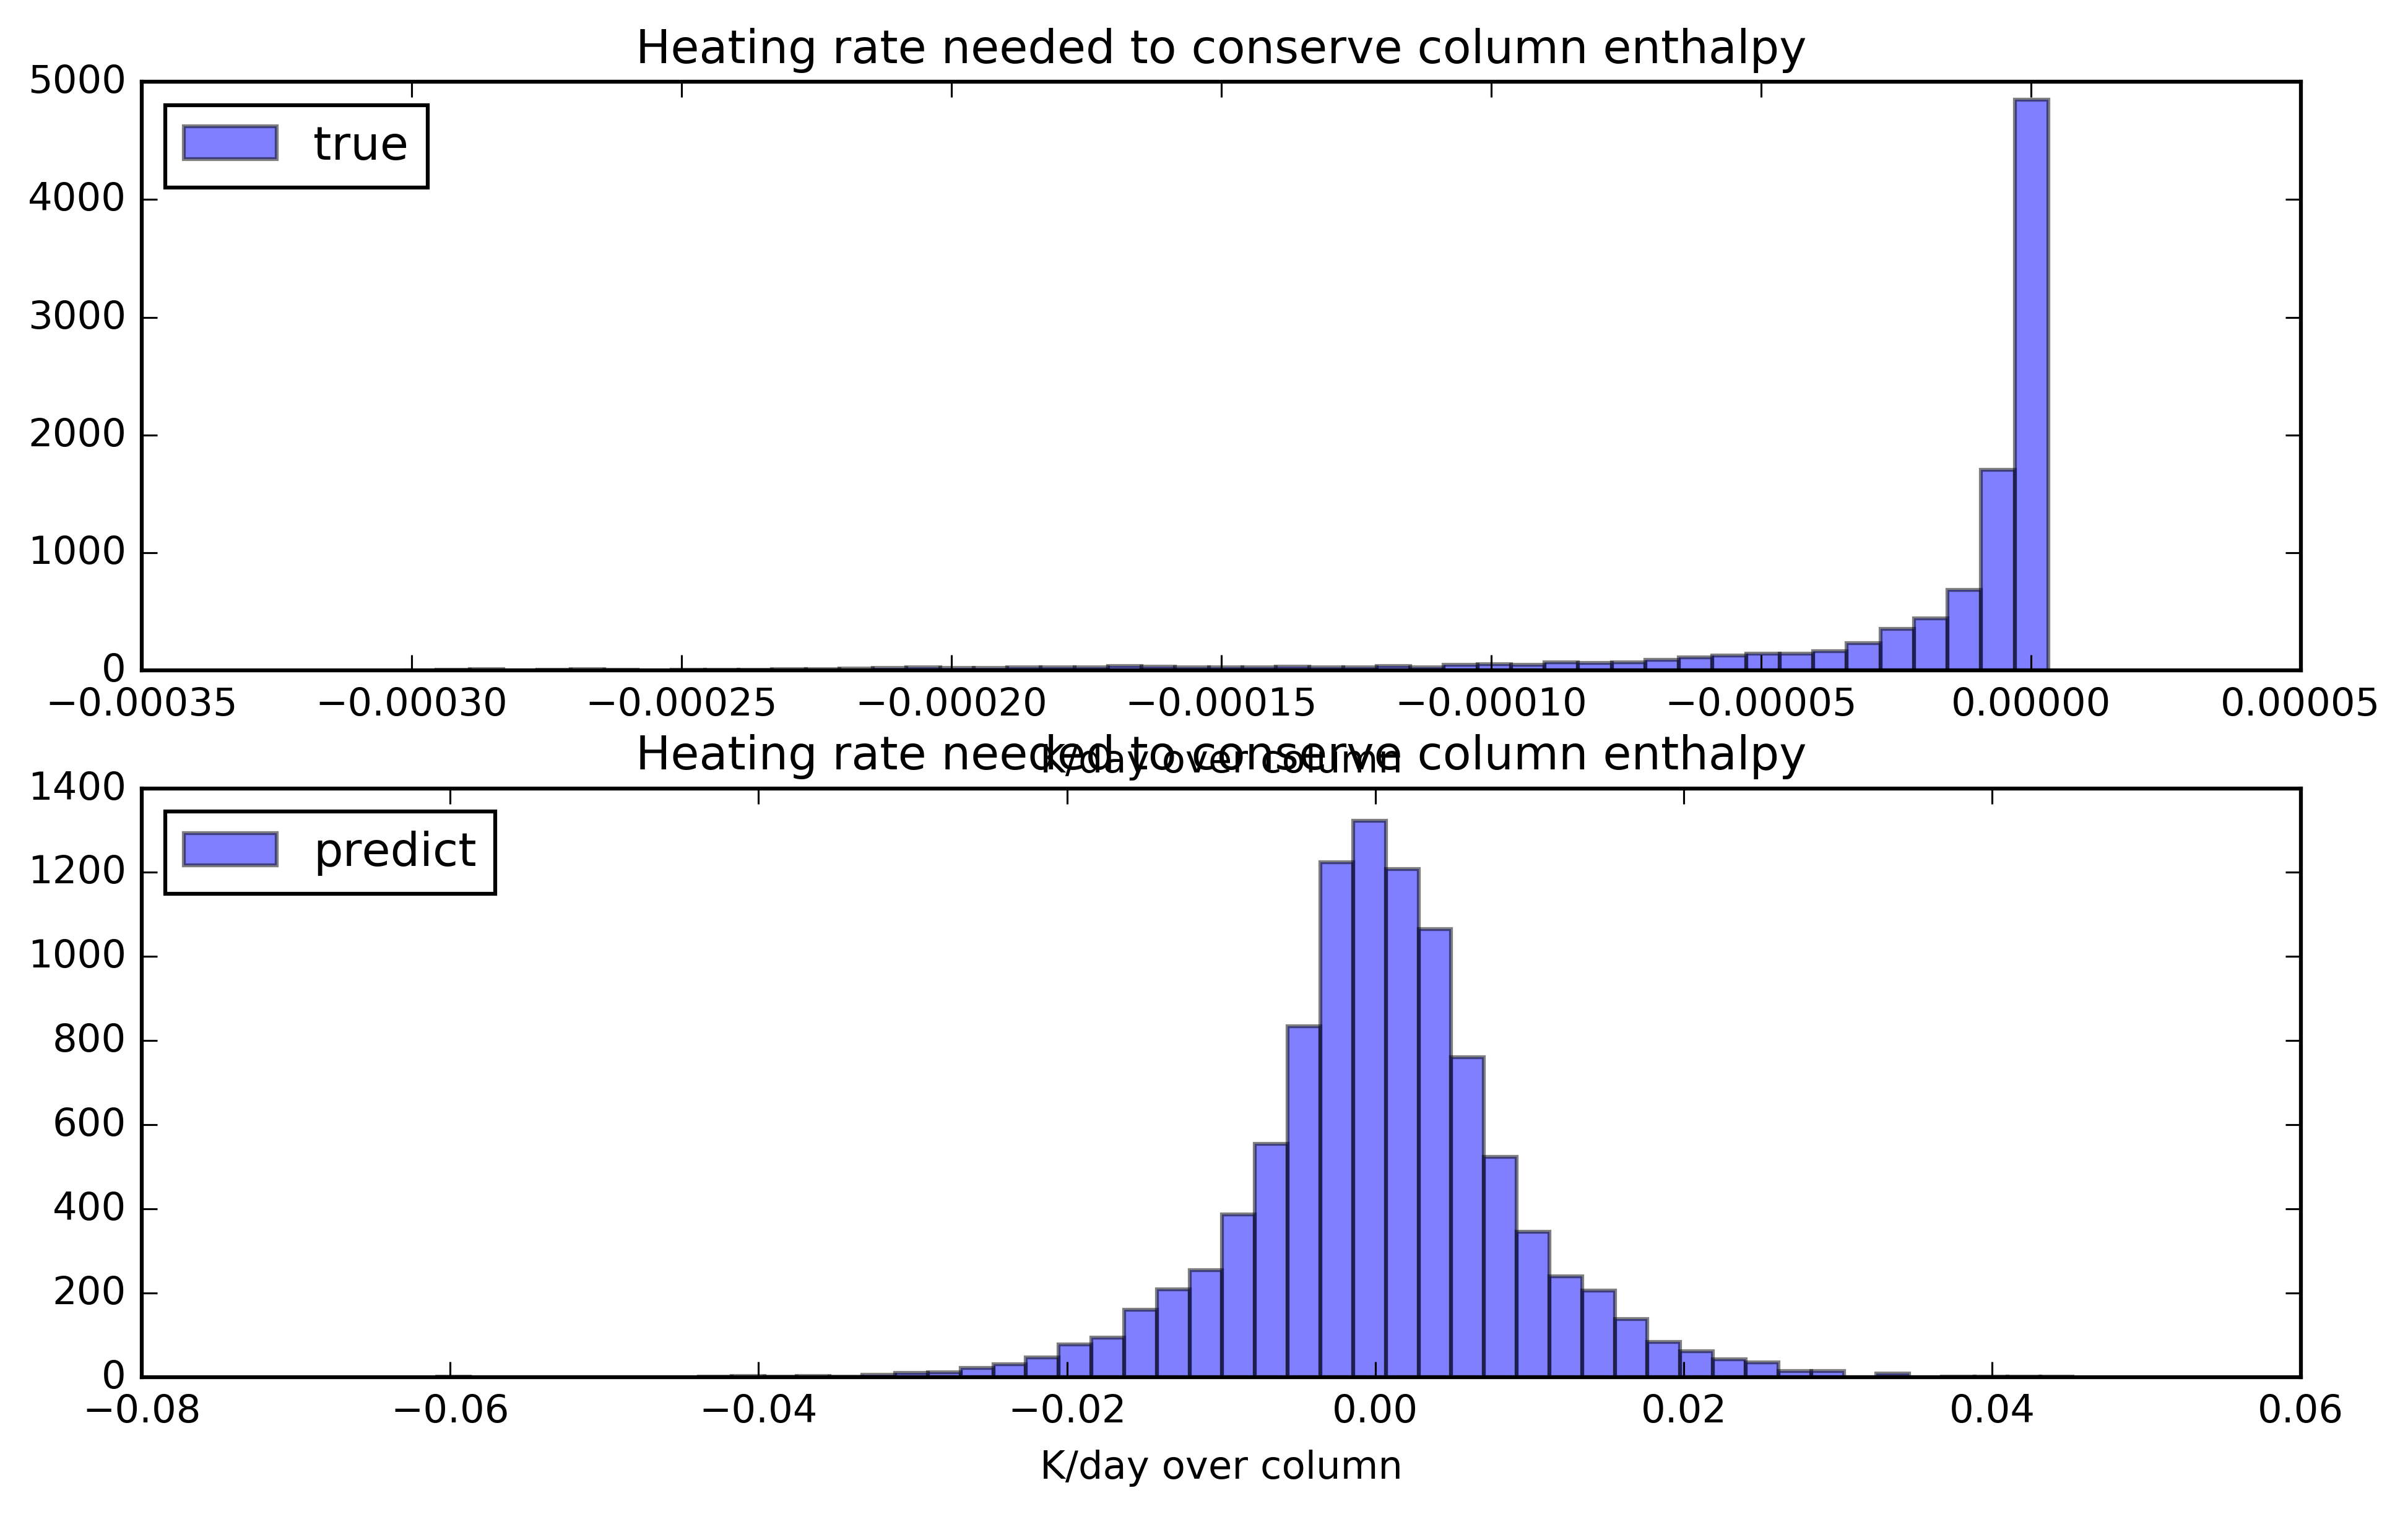 Heating rate needed to conserve column enthalpy
5000
4000
3000
2000
1000
0
true
−0.00035 −0.00030 −0.00025 −0.00020 −0.00015 −0.00010 −0.00005 0.00000 0.00005
K/day over column
Heating rate needed to conserve column enthalpy
1400
1200
1000
800
600
400
200
0
predict
−0.08 −0.06 −0.04 −0.02 0.00 0.02 0.04 0.06
K/day over column